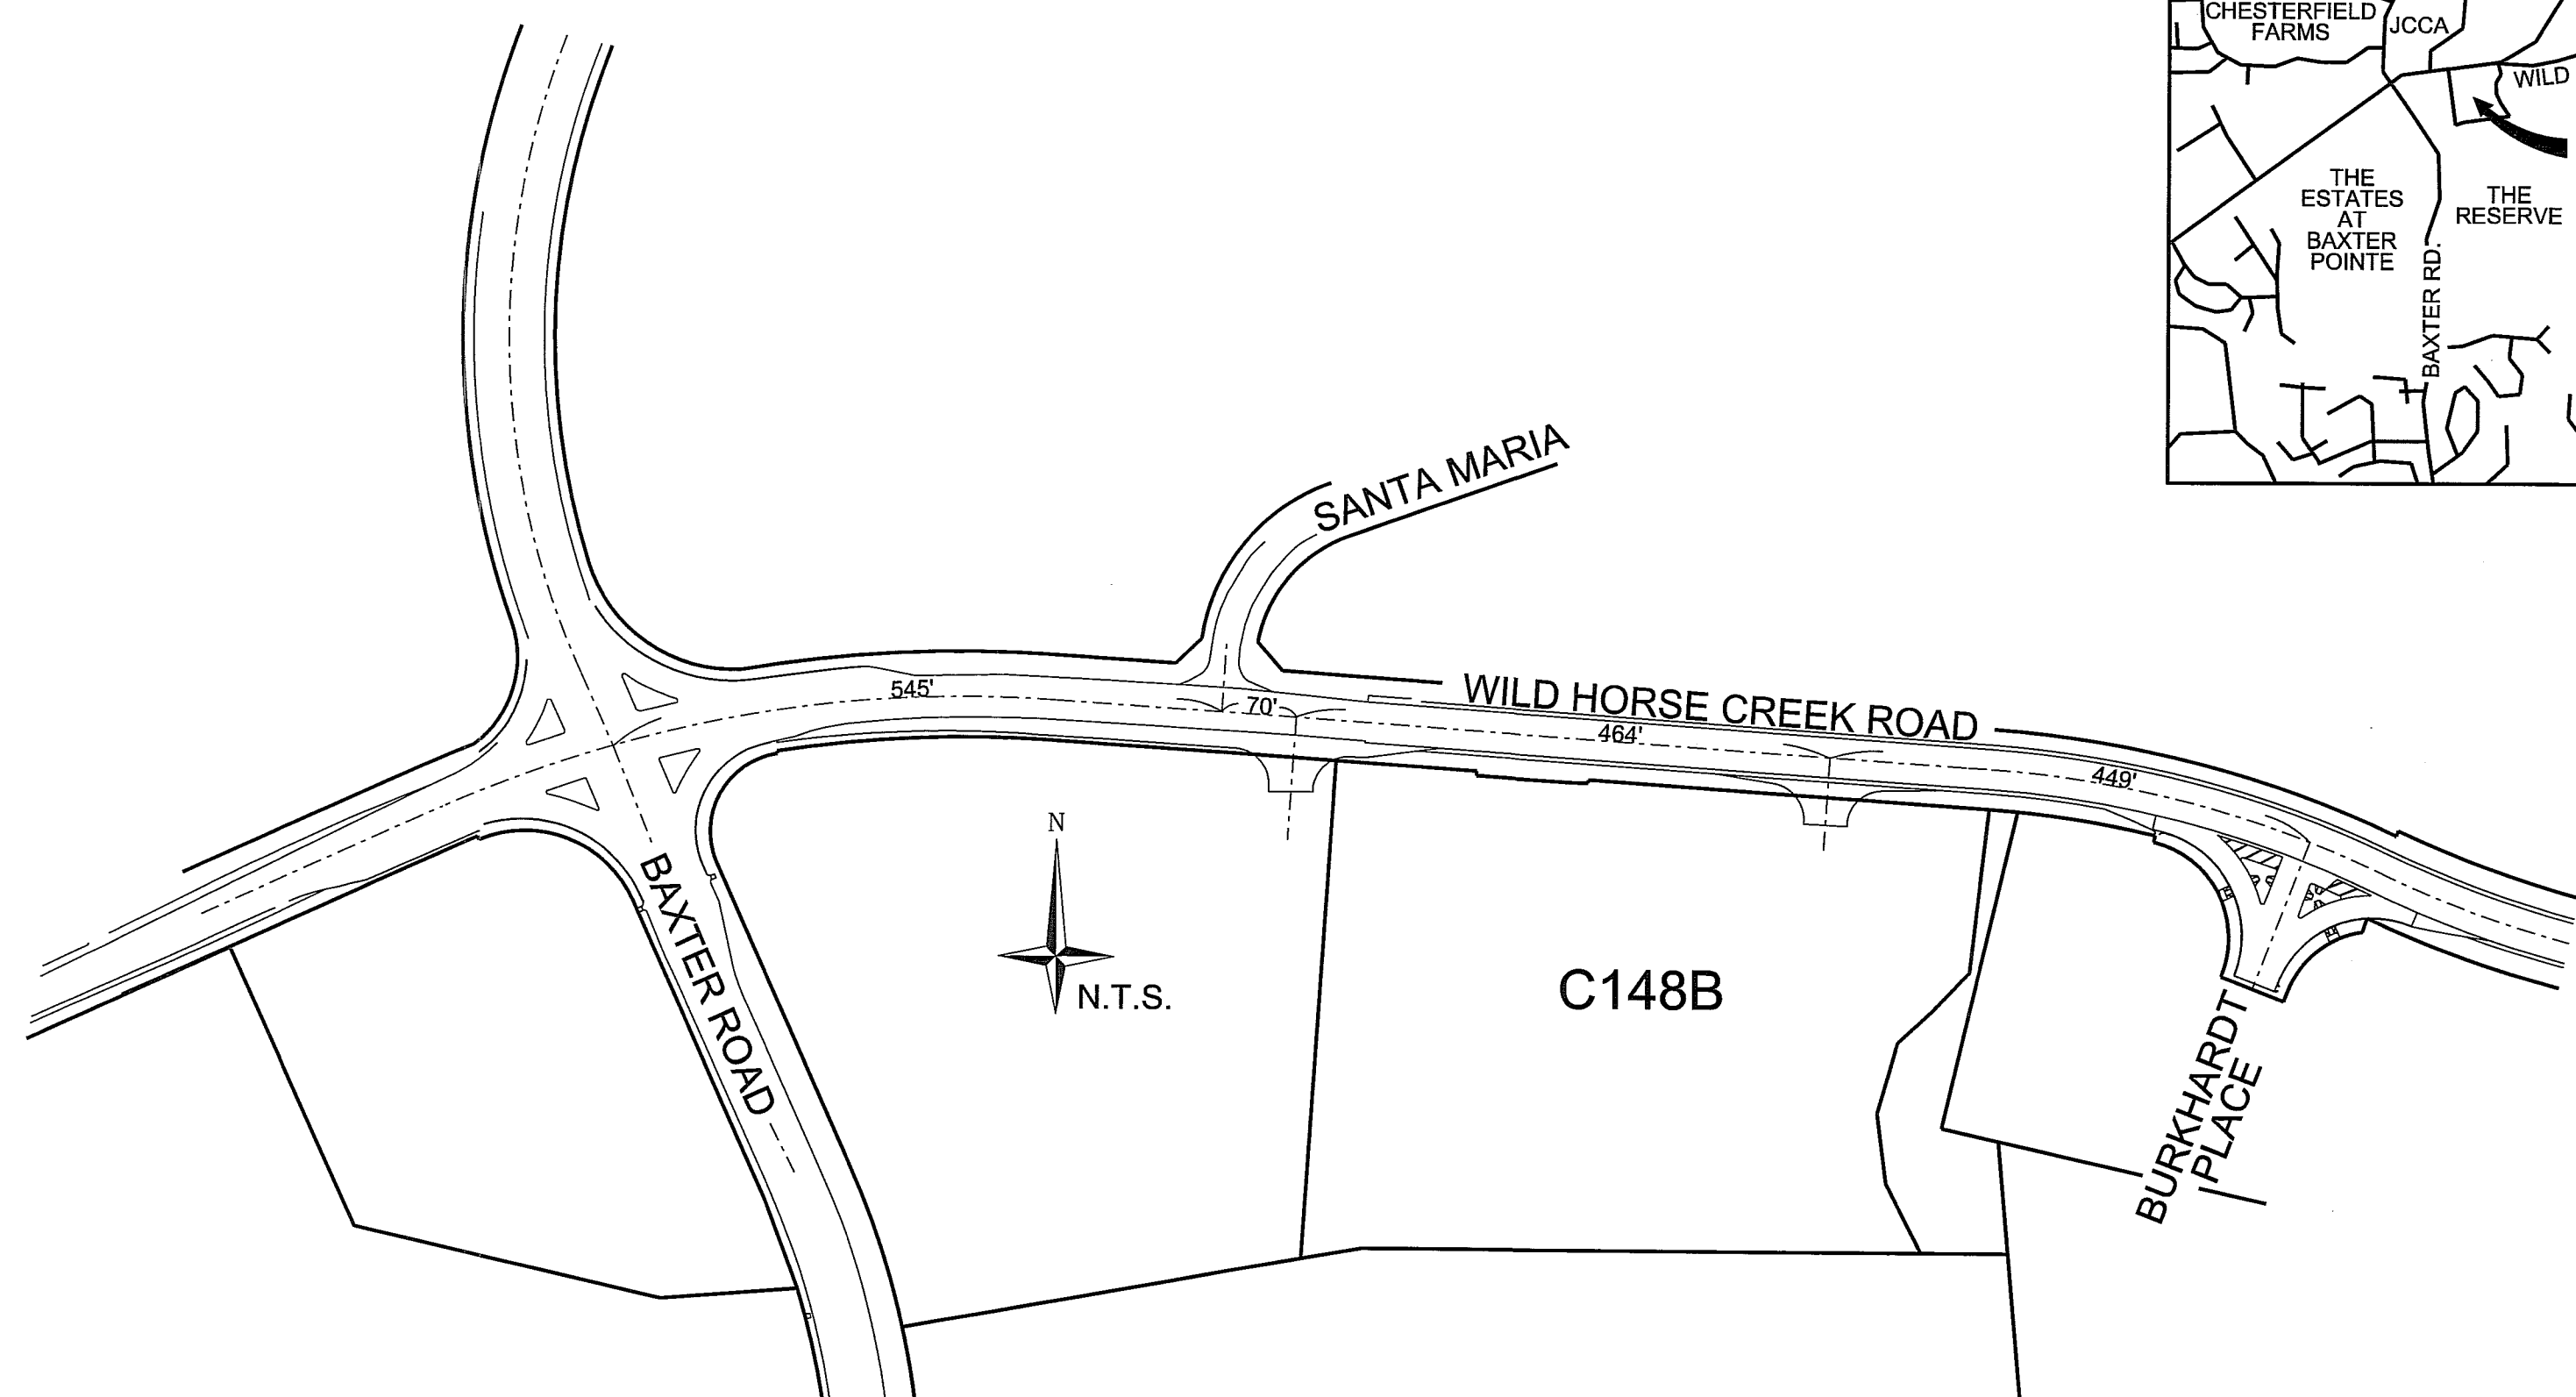 CHESTERFIELD
FARMS
JCCA
WILD
THE
ESTATES
AT
BAXTER
POINTE
THE
RESERVE
BAXTER RD.
SANTA MARIA
WILD HORSE CREEK ROAD
545'
70'
464'
449'
BAXTER ROAD
N
N.T.S.
C148B
BURKHARDT
PLACE